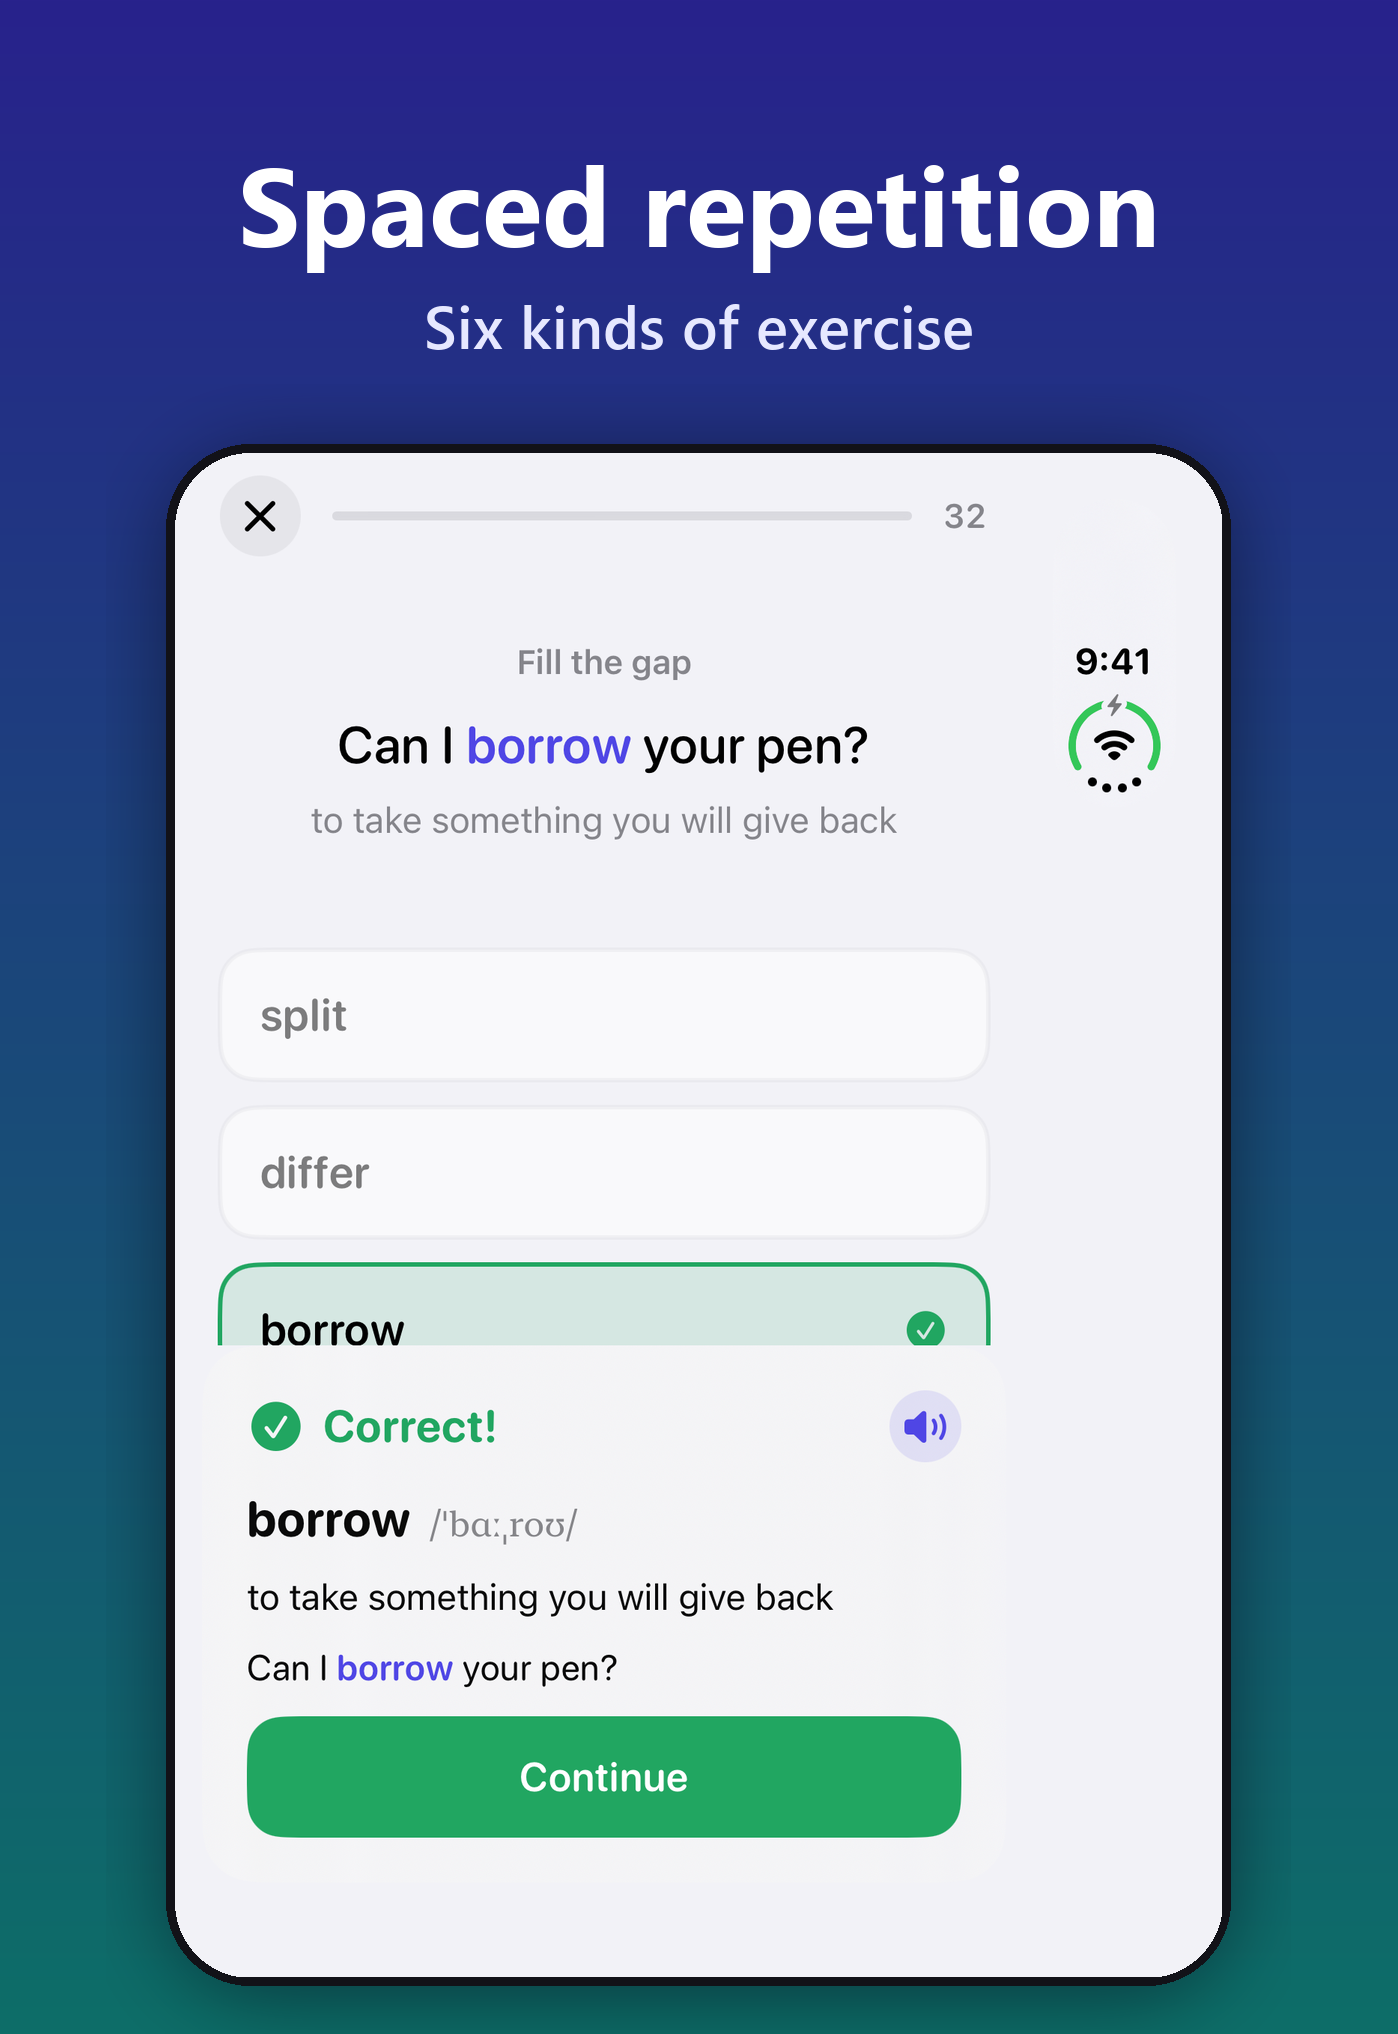 Spaced repetition
Six kinds of exercise
32
Fill the gap
9:41
Can I borrow your pen?
to take something you will give back
split
differ
borrow
Correct!
borrow /ˈbɑːˌroʊ/
to take something you will give back
Can I borrow your pen?
Continue